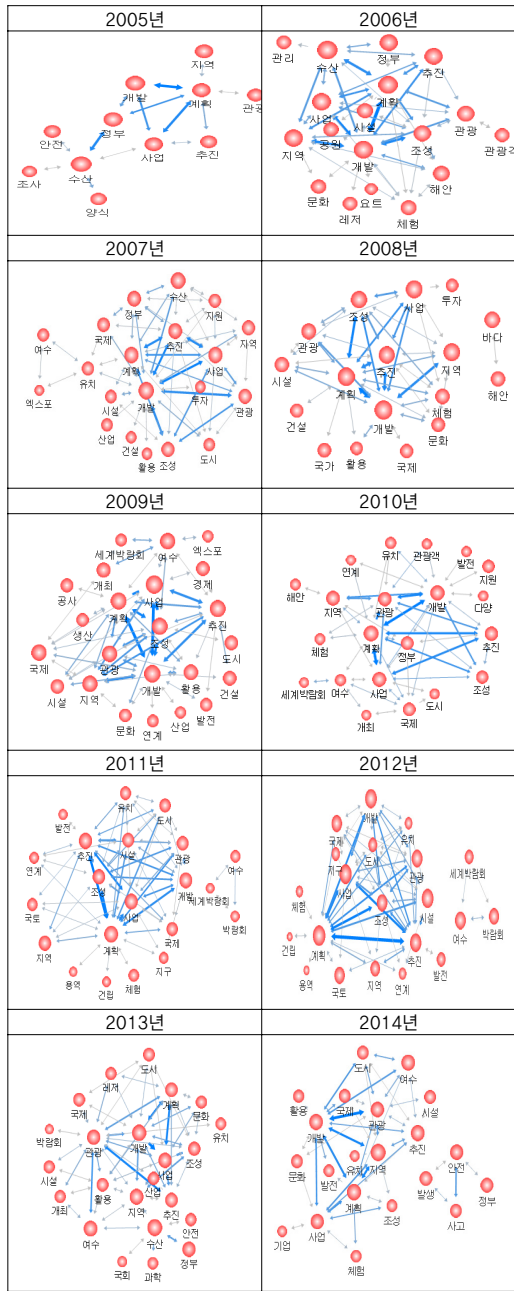 2005년
2006년
지역
개발
계획
관광
정부
안전
사업
추진
수산
조사
양식
관리
수산
정부
추진
계획
사업
시설
관광
지역
공원
조성
관광객
개발
해안
문화
요트
레저
체험
2007년
2008년
수산
정부
지원
국제
추진
지역
여수
계획
사업
유치
엑스포
개발
투자
시설
관광
산업
건설
활용
조성
도시
조성
사업
투자
관광
바다
추진
지역
시설
계획
해안
건설
개발
체험
문화
국가
활용
국제
2009년
2010년
세계박람회
여수
엑스포
개최
사업
경제
공사
계획
생산
조성
추진
국제
관광
도시
시설
지역
개발
활용
건설
문화
연계
산업
발전
유치
관광객
발전
연계
지원
해안
지역
관광
개발
다양
체험
계획
정부
추진
세계박람회
여수
사업
조성
개최
국제
도시
2011년
2012년
유치
도시
발전
추진
시설
관광
연계
여수
조성
개발
세계박람회
국토
사업
박람회
지역
계획
국제
용역
건립
체험
지구
개발
국제
유치
도시
지구
관광
세계박람회
사업
체험
조성
시설
여수
박람회
건립
계획
추진
용역
국토
지역
연계
발전
2013년
2014년
도시
레저
계획
국제
문화
박람회
관광
개발
유치
시설
사업
조성
개최
활용
산업
지역
추진
여수
수산
안전
국회
과학
정부
도시
여수
활용
국제
시설
개발
관광
추진
문화
발전
유치
지역
안전
계획
발생
정부
사업
조성
사고
기업
체험